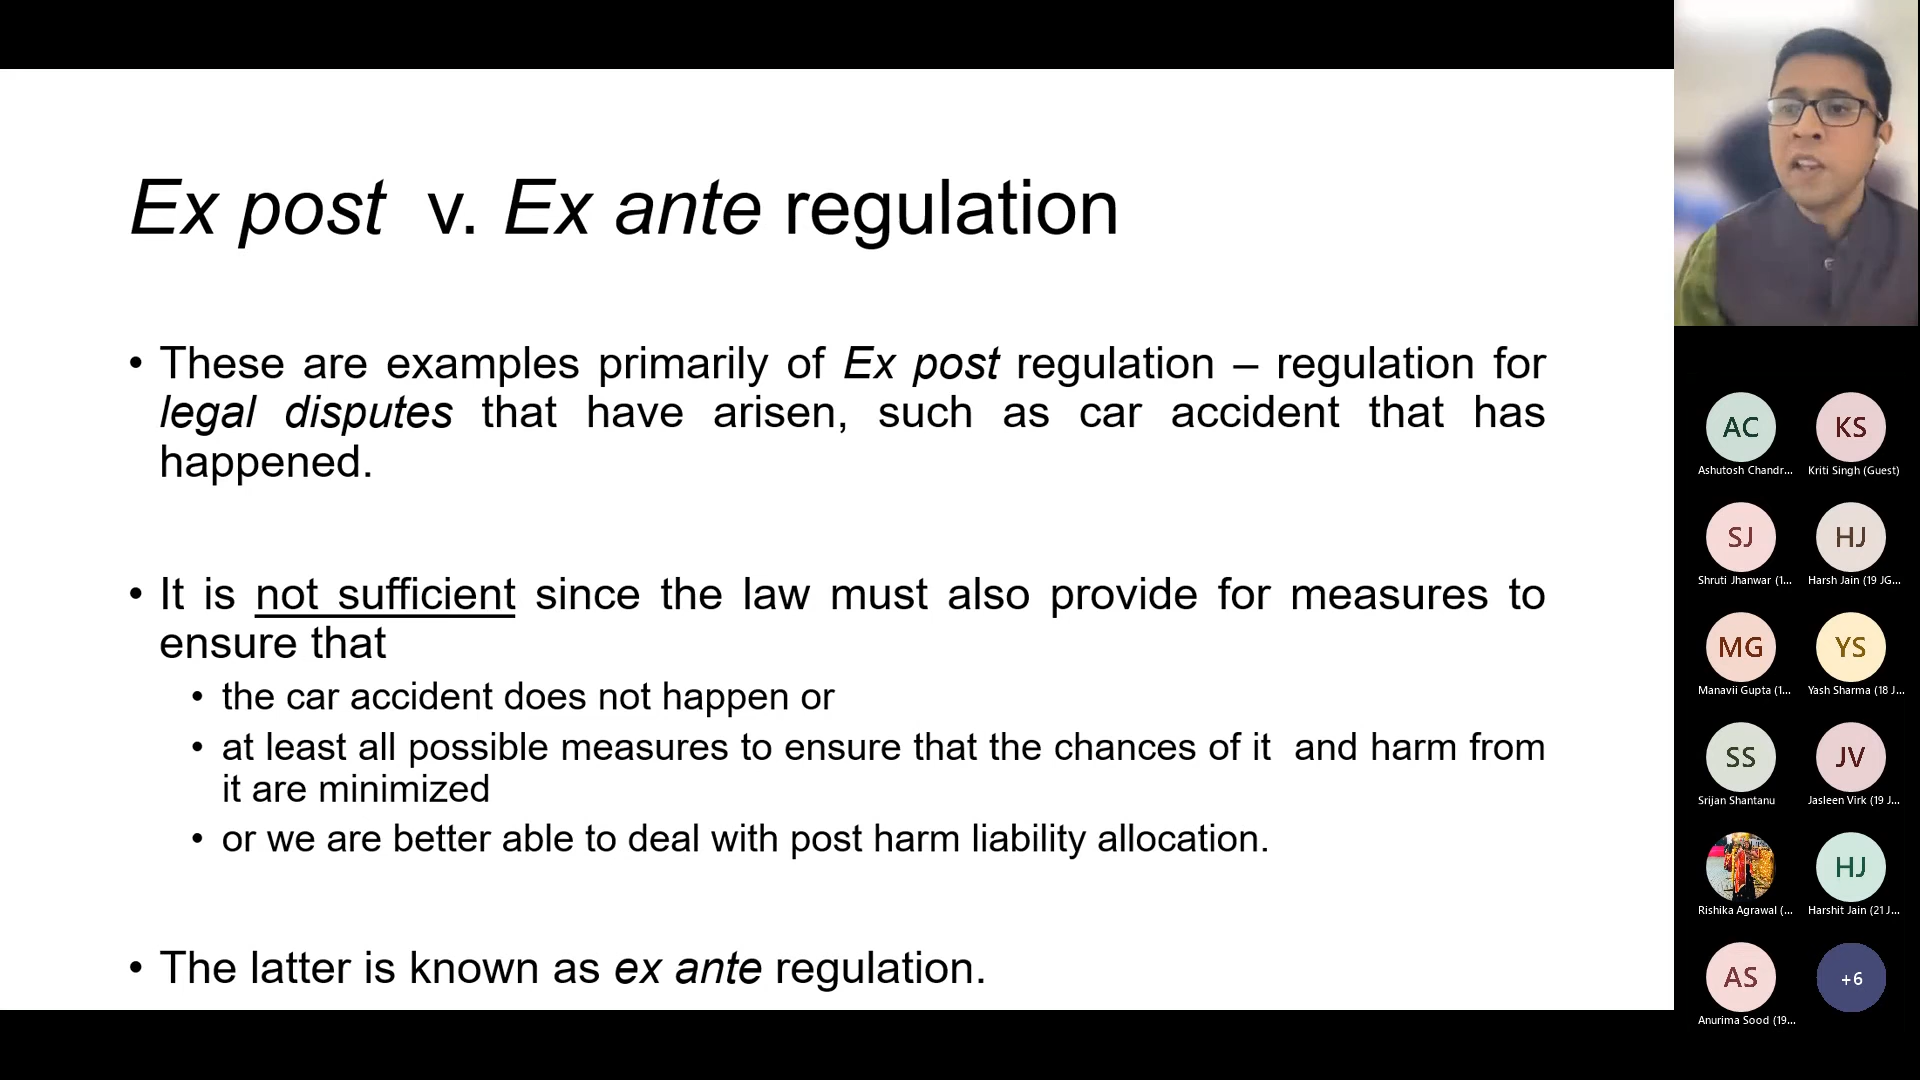 Ex post v. Ex ante regulation
• These are examples primarily of Ex post regulation – regulation for
legal disputes that have arisen, such as car accident that has
happened.
• It is not sufficient since the law must also provide for measures to
ensure that
• the car accident does not happen or
• at least all possible measures to ensure that the chances of it and harm from
it are minimized
• or we are better able to deal with post harm liability allocation.
• The latter is known as ex ante regulation.
AC
Ashutosh Chandr...
KS
Kriti Singh (Guest)
SJ
Shruti Jhanwar (1...
HJ
Harsh Jain (19 JG...
MG
Manavii Gupta (1...
YS
Yash Sharma (18 J...
SS
Srijan Shantanu
JV
Jasleen Virk (19 J...
Rishika Agrawal (...
HJ
Harshit Jain (21 J...
AS
Anurima Sood (19...
+6